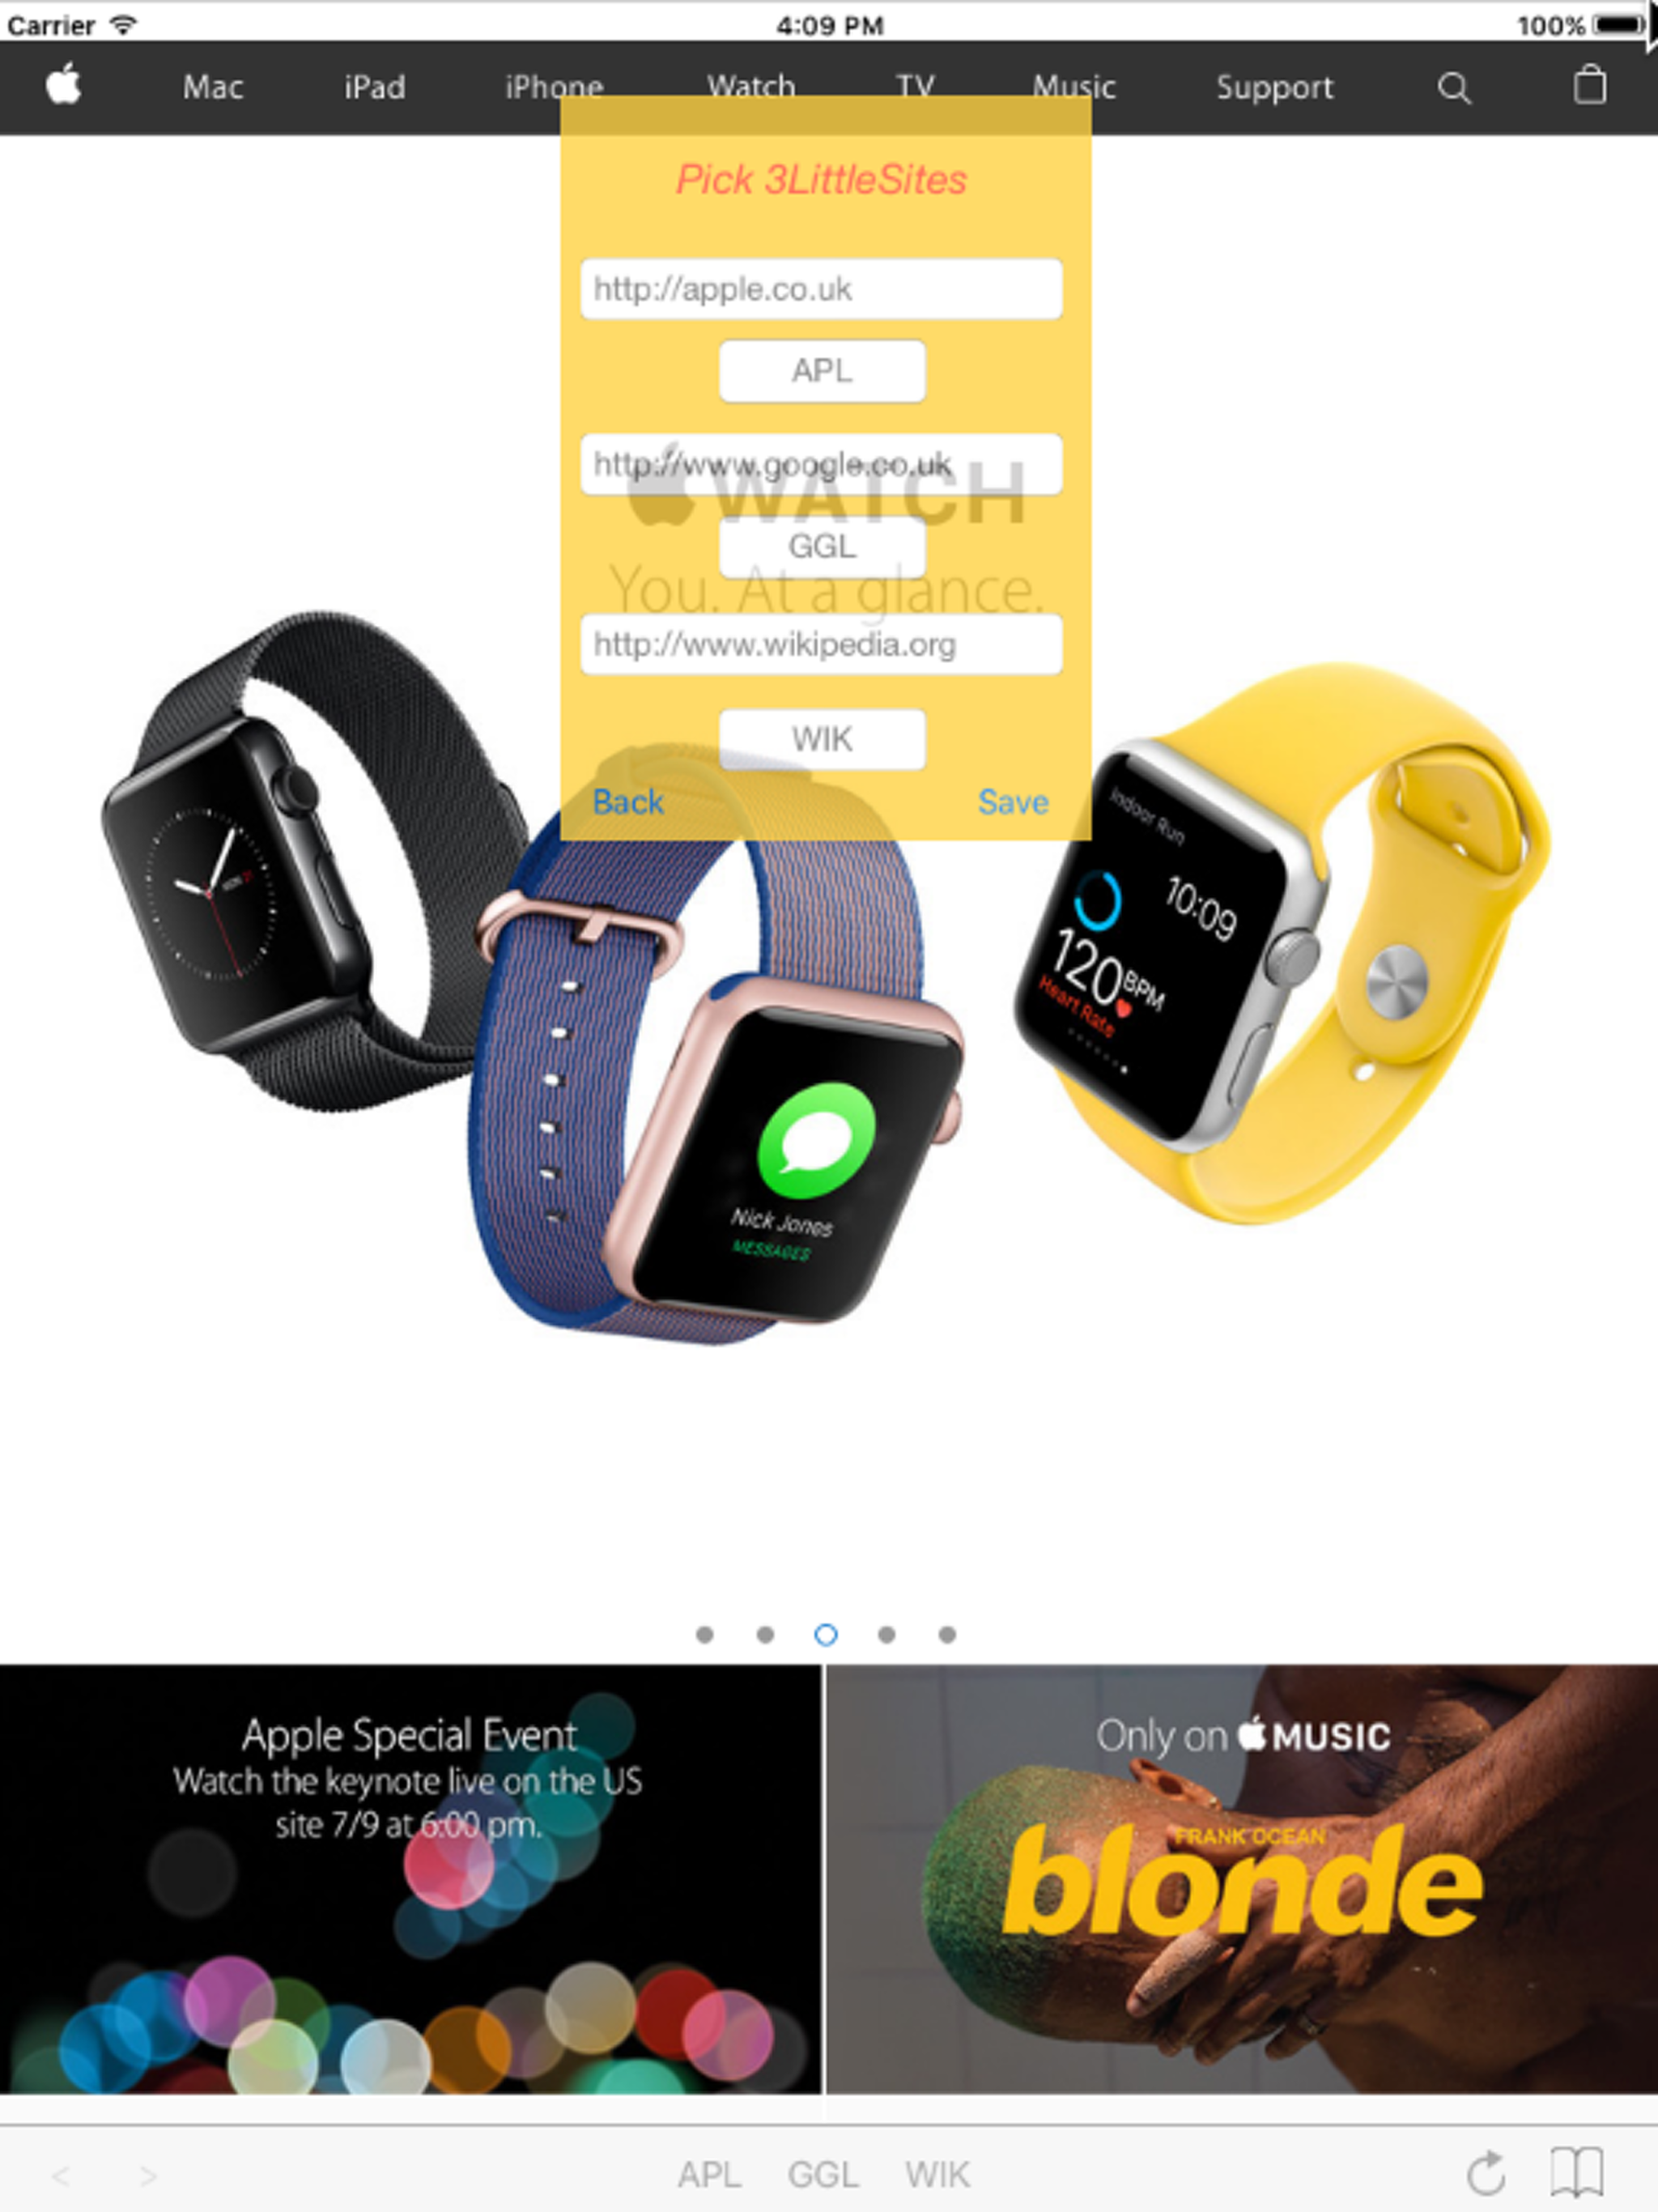 Carrier 4:09 PM 100%
Mac iPad iPhone Watch TV Music Support
Pick 3LittleSites
http://apple.co.uk
APL
http://www.google.co.uk
WATCH
GGL
You. At a glance.
http://www.wikipedia.org
WIK
Back Save
Indoor Run
10:09
120 BPM
Heart Rate
Nick Jones
MESSAGES
Apple Special Event
Watch the keynote live on the US
site 7/9 at 6:00 pm.
Only on MUSIC
FRANK OCEAN
blonde
< > APL GGL WIK